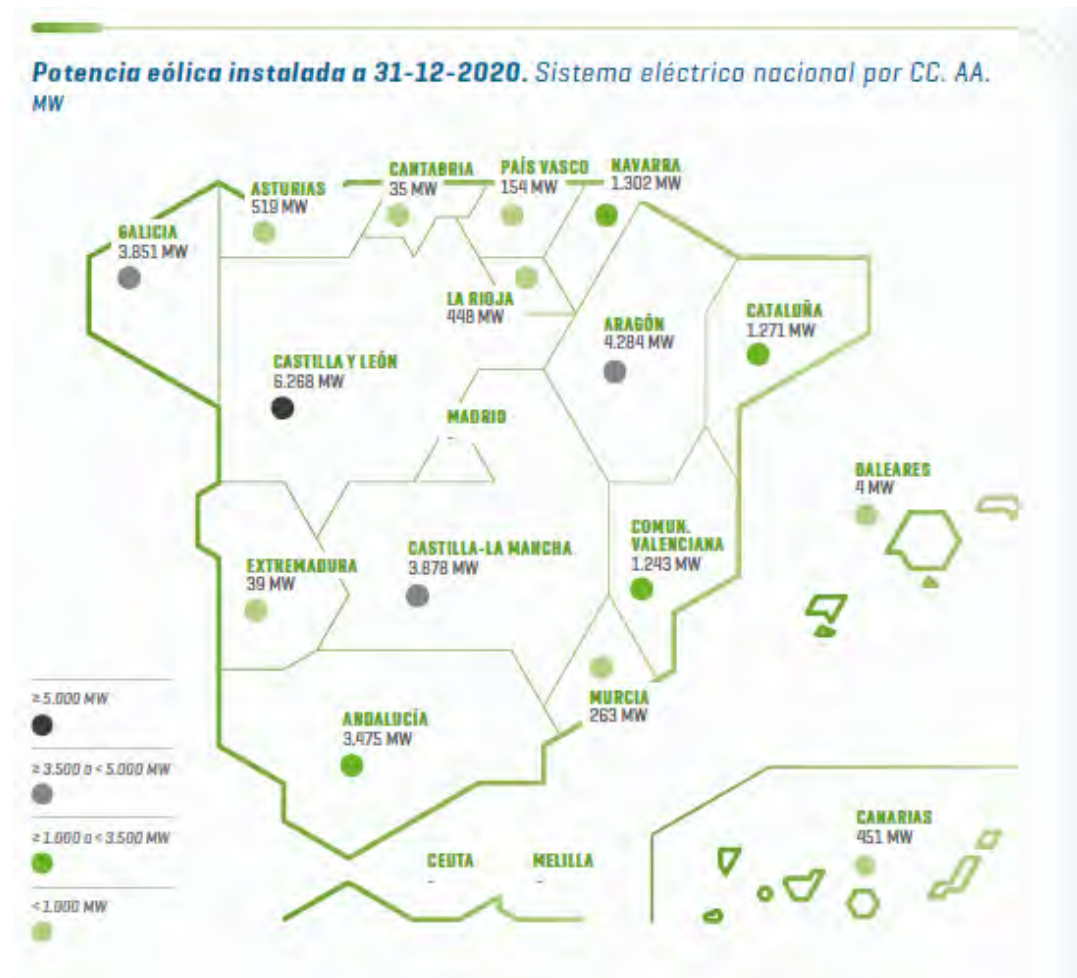 Potencia eólica instalada a 31-12-2020. Sistema eléctrico nacional por CC. AA.
MW
CANTABRIA
35 MW
PAÍS VASCO
154 MW
NAVARRA
1.302 MW
ASTURIAS
519 MW
GALICIA
3.851 MW
LA RIOJA
448 MW
ARAGÓN
4.284 MW
CATALUÑA
1.271 MW
CASTILLA Y LEÓN
6.268 MW
MADRID
-
BALEARES
4 MW
COMUN.
VALENCIANA
1.243 MW
CASTILLA-LA MANCHA
3.878 MW
EXTREMADURA
39 MW
MURCIA
263 MW
ANDALUCÍA
3.475 MW
≥ 5.000 MW
≥ 3.500 a < 5.000 MW
≥ 1.000 a < 3.500 MW
< 1.000 MW
CEUTA
-
MELILLA
-
CANARIAS
451 MW